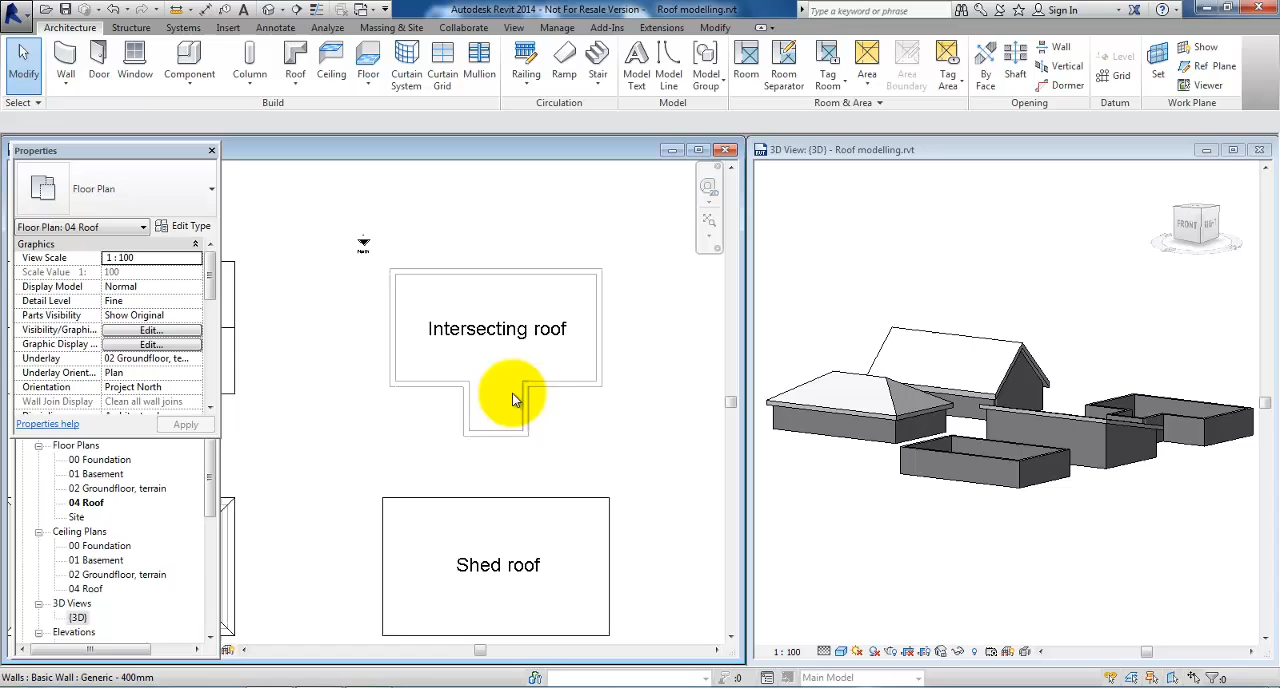 Autodesk Revit 2014 - Not For Resale Version - Roof modelling.rvt
Type a keyword or phrase
Sign In
Architecture Structure Systems Insert Annotate Analyze Massing & Site Collaborate View Manage Add-Ins Extensions Modify
Modify Wall Door Window Component Column Roof Ceiling Floor Curtain System Curtain Grid Mullion Railing Ramp Stair Model Text Model Line Model Group Room Room Separator Tag Room Area Area Boundary Tag Area By Face Shaft Wall Vertical Dormer Level Grid Set Show Ref Plane Viewer
Select Build Circulation Model Room & Area Opening Datum Work Plane
Properties
Floor Plan
Floor Plan: 04 Roof Edit Type
Graphics
View Scale 1 : 100
Scale Value 1: 100
Display Model Normal
Detail Level Fine
Parts Visibility Show Original
Visibility/Graphi... Edit...
Graphic Display ... Edit...
Underlay 02 Groundfloor, te...
Underlay Orient... Plan
Orientation Project North
Wall Join Display Clean all wall joins
Properties help Apply
Floor Plans
00 Foundation
01 Basement
02 Groundfloor, terrain
04 Roof
Site
Ceiling Plans
00 Foundation
01 Basement
02 Groundfloor, terrain
04 Roof
3D Views
{3D}
Elevations
Intersecting roof
Shed roof
3D View: {3D} - Roof modelling.rvt
FRONT
1 : 100
Walls : Basic Wall : Generic - 400mm
:0
Main Model
:0